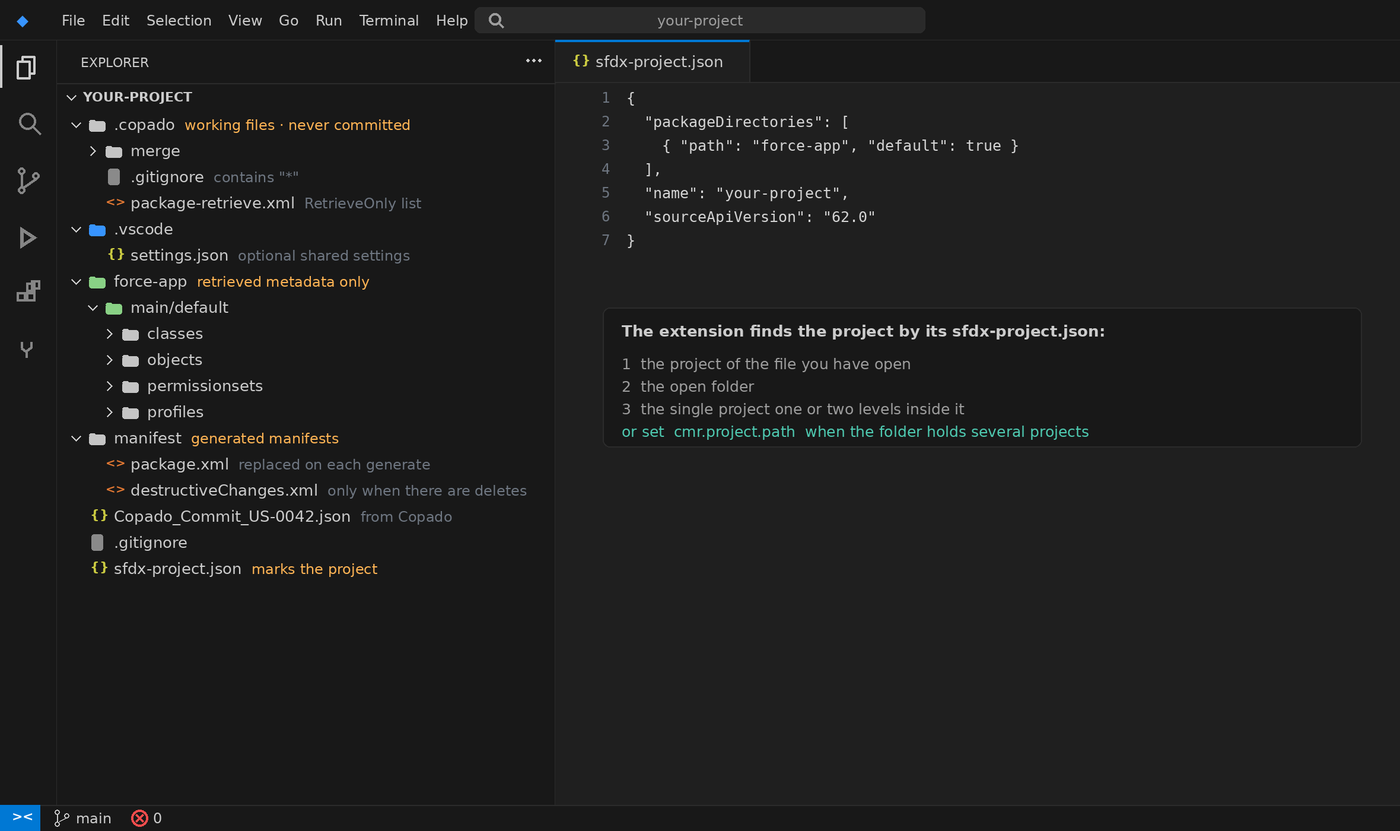 File Edit Selection View Go Run Terminal Help your-project
EXPLORER ···
YOUR-PROJECT
.copado working files · never committed
merge
.gitignore contains "*"
<> package-retrieve.xml RetrieveOnly list
.vscode
{} settings.json optional shared settings
force-app retrieved metadata only
main/default
classes
objects
permissionsets
profiles
manifest generated manifests
<> package.xml replaced on each generate
<> destructiveChanges.xml only when there are deletes
{} Copado_Commit_US-0042.json from Copado
.gitignore
{} sfdx-project.json marks the project
{} sfdx-project.json
1 {
2 "packageDirectories": [
3 { "path": "force-app", "default": true }
4 ],
5 "name": "your-project",
6 "sourceApiVersion": "62.0"
7 }
The extension finds the project by its sfdx-project.json:
1 the project of the file you have open
2 the open folder
3 the single project one or two levels inside it
or set cmr.project.path when the folder holds several projects
>< main 0